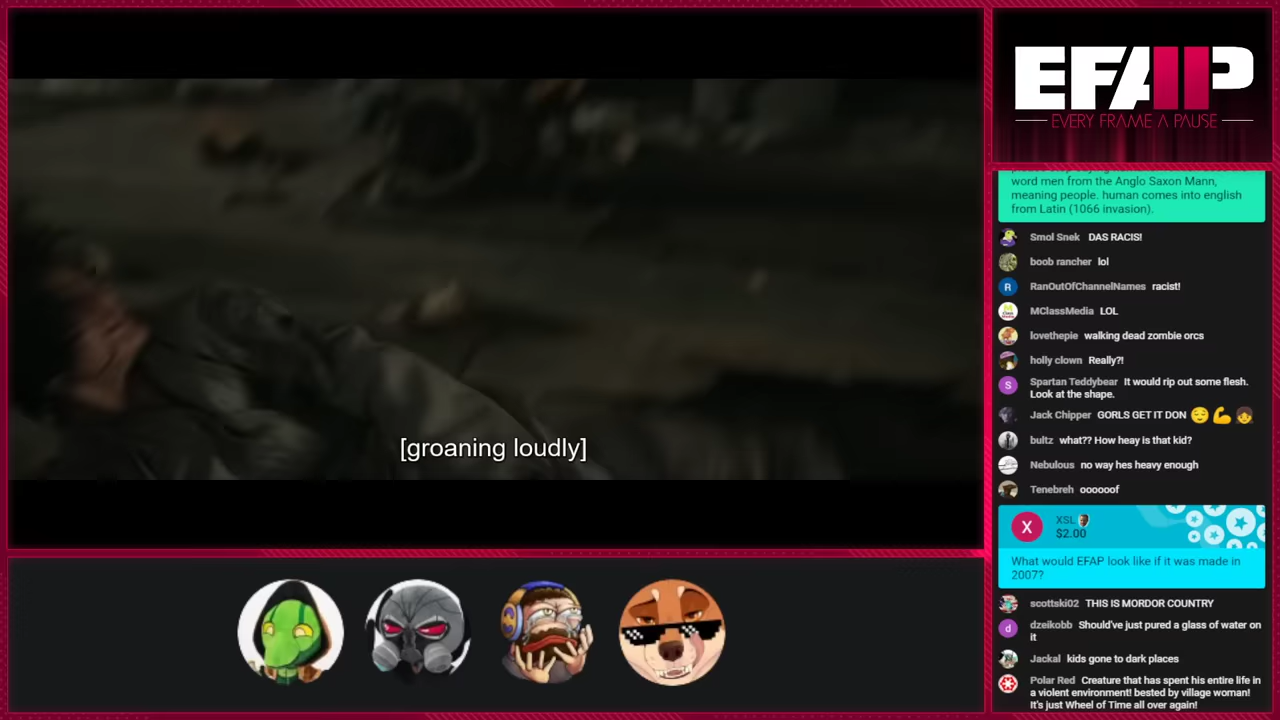 [groaning loudly]
EFAP
EVERY FRAME A PAUSE
word men from the Anglo Saxon Mann,
meaning people. human comes into english
from Latin (1066 invasion).
Smol Snek DAS RACIS!
boob rancher lol
R RanOutOfChannelNames racist!
MClassMedia LOL
lovethepie walking dead zombie orcs
holly clown Really?!
S Spartan Teddybear It would rip out some flesh.
Look at the shape.
Jack Chipper GORLS GET IT DON 😌 💪 👧
bultz what?? How heay is that kid?
Nebulous no way hes heavy enough
Tenebreh oooooof
X XSL
$2.00
What would EFAP look like if it was made in
2007?
scottski02 THIS IS MORDOR COUNTRY
d dzeikobb Should've just pured a glass of water on
it
Jackal kids gone to dark places
Polar Red Creature that has spent his entire life in
a violent environment! bested by village woman!
It's just Wheel of Time all over again!